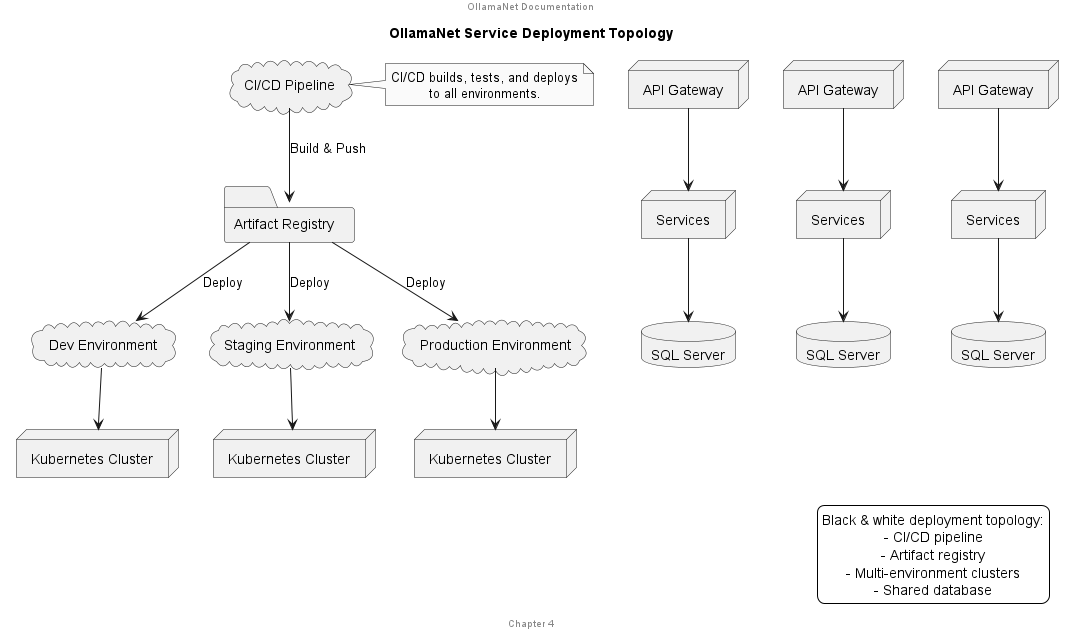 OllamaNet Documentation
OllamaNet Service Deployment Topology
CI/CD Pipeline
CI/CD builds, tests, and deploys
to all environments.
API Gateway
API Gateway
API Gateway
Build & Push
Artifact Registry
Services
Services
Services
Deploy
Deploy
Deploy
Dev Environment
Staging Environment
Production Environment
SQL Server
SQL Server
SQL Server
Kubernetes Cluster
Kubernetes Cluster
Kubernetes Cluster
Black & white deployment topology:
- CI/CD pipeline
- Artifact registry
- Multi-environment clusters
- Shared database
Chapter 4